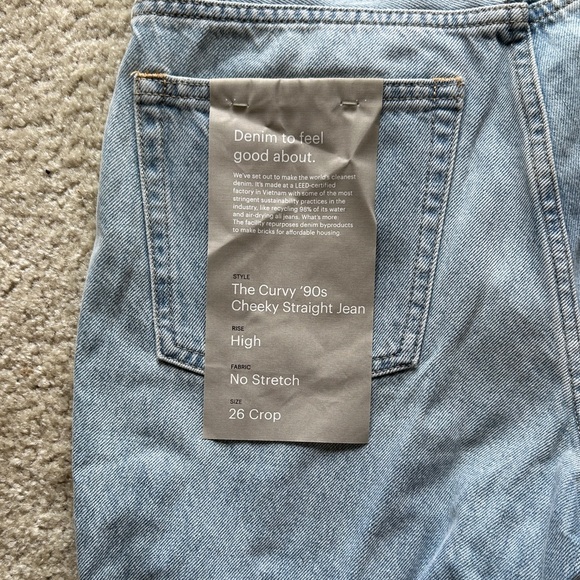 Denim to feel
good about.
We've set out to make the world's cleanest
denim. It's made at a LEED-certified
factory in Vietnam with some of the most
stringent sustainability practices in the
industry, like recycling 98% of its water
and air-drying all jeans. What's more:
The facility repurposes denim byproducts
to make bricks for affordable housing.
STYLE
The Curvy '90s
Cheeky Straight Jean
RISE
High
FABRIC
No Stretch
SIZE
26 Crop